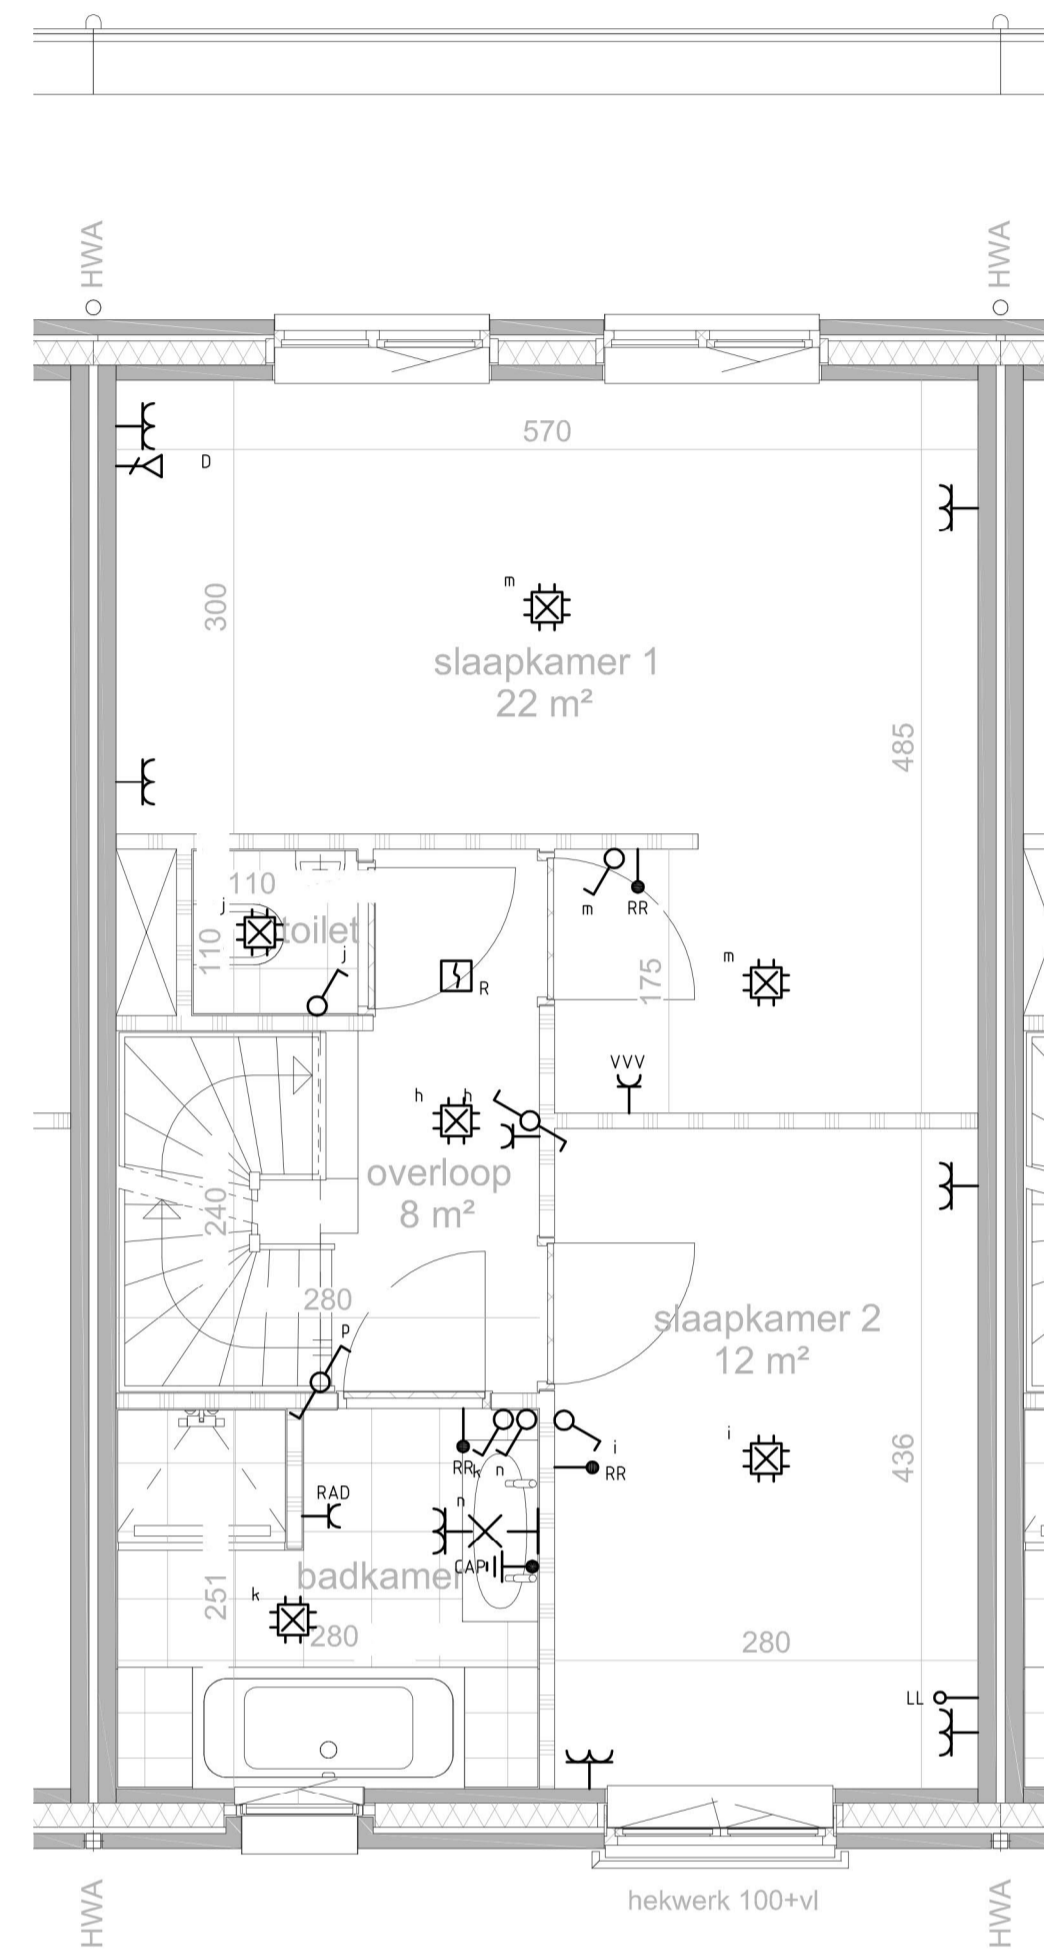 HWA
HWA
570
D
m
300
slaapkamer 1
22 m²
485
110
j
toilet
110
j
R
m
RR
m
175
VVV
h
h
overloop
8 m²
240
280
slaapkamer 2
12 m²
p
i
i
436
RR
k
n
RR
RAD
n
CAP
badkamer
k
251
280
280
LL
hekwerk 100+vl
HWA
HWA